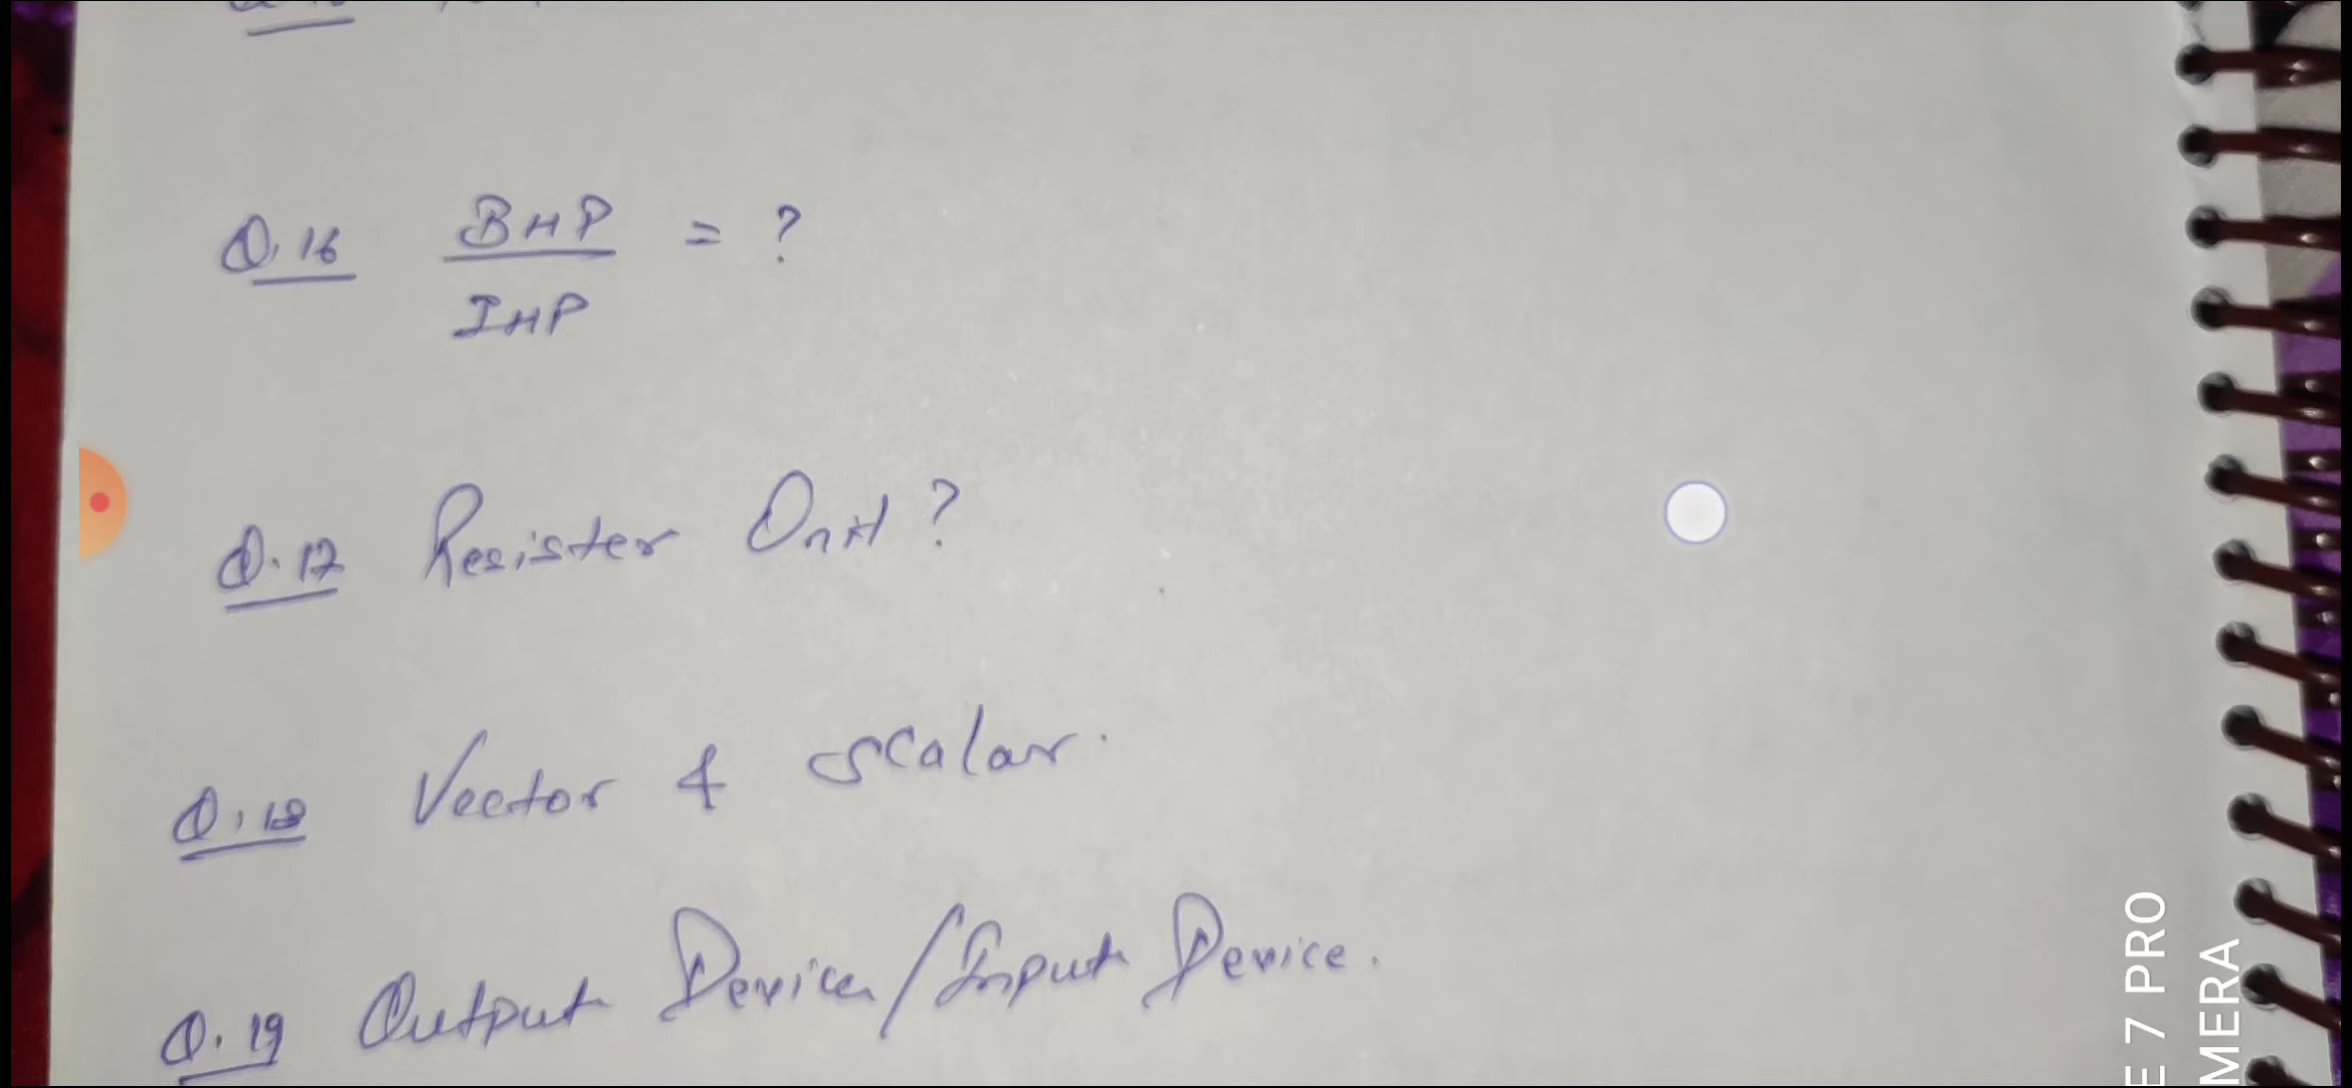 Q.16 BHP = ?
IHP
Q.17 Resister Unit ?
Q.18 Vector & Scalar.
Q.19 Output Device/Input Device.
E 7 PRO
MERA